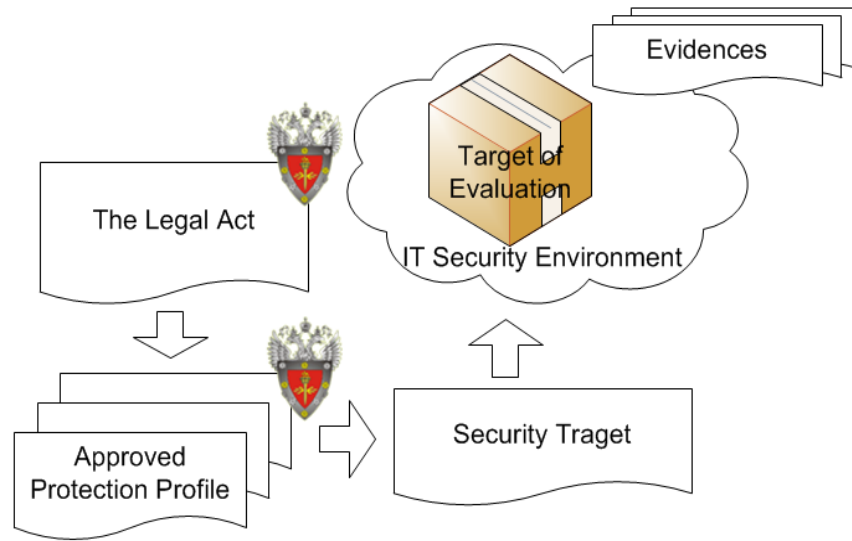 Evidences
Target of
Evaluation
IT Security Environment
The Legal Act
Approved
Protection Profile
Security Traget